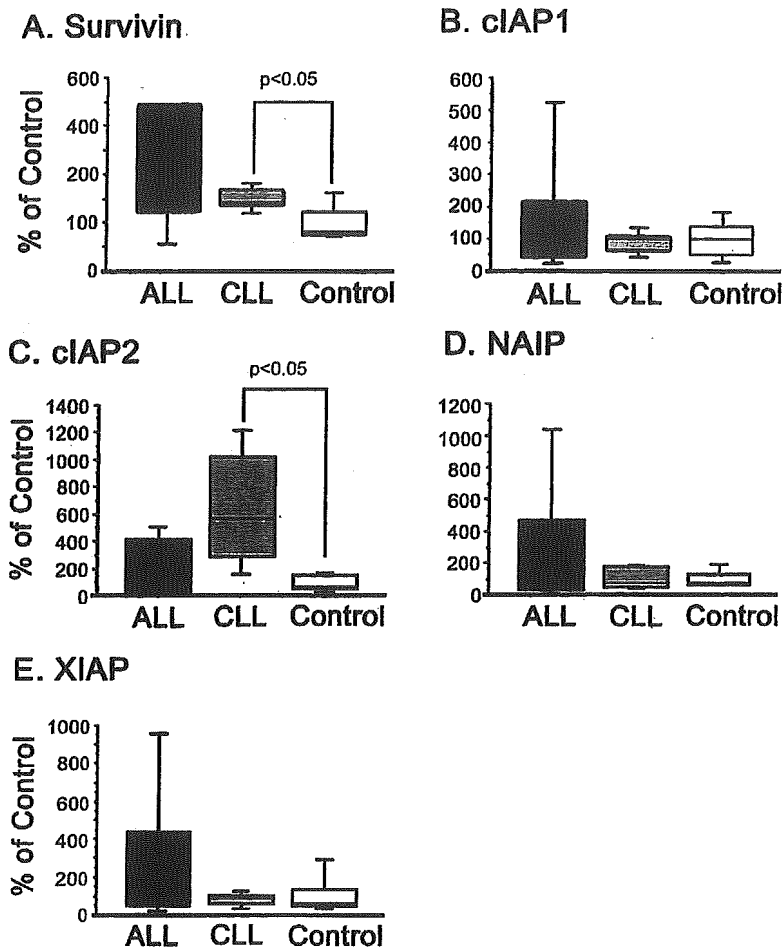 A. Survivin
% of Control
600
400
200
100
0
p<0.05
ALL CLL Control
B. cIAP1
600
500
400
300
200
100
0
ALL CLL Control
C. cIAP2
% of Control
1400
1200
1000
800
600
400
200
0
p<0.05
ALL CLL Control
D. NAIP
1200
1000
800
600
400
200
0
ALL CLL Control
E. XIAP
% of Control
1000
800
600
400
200
0
ALL CLL Control